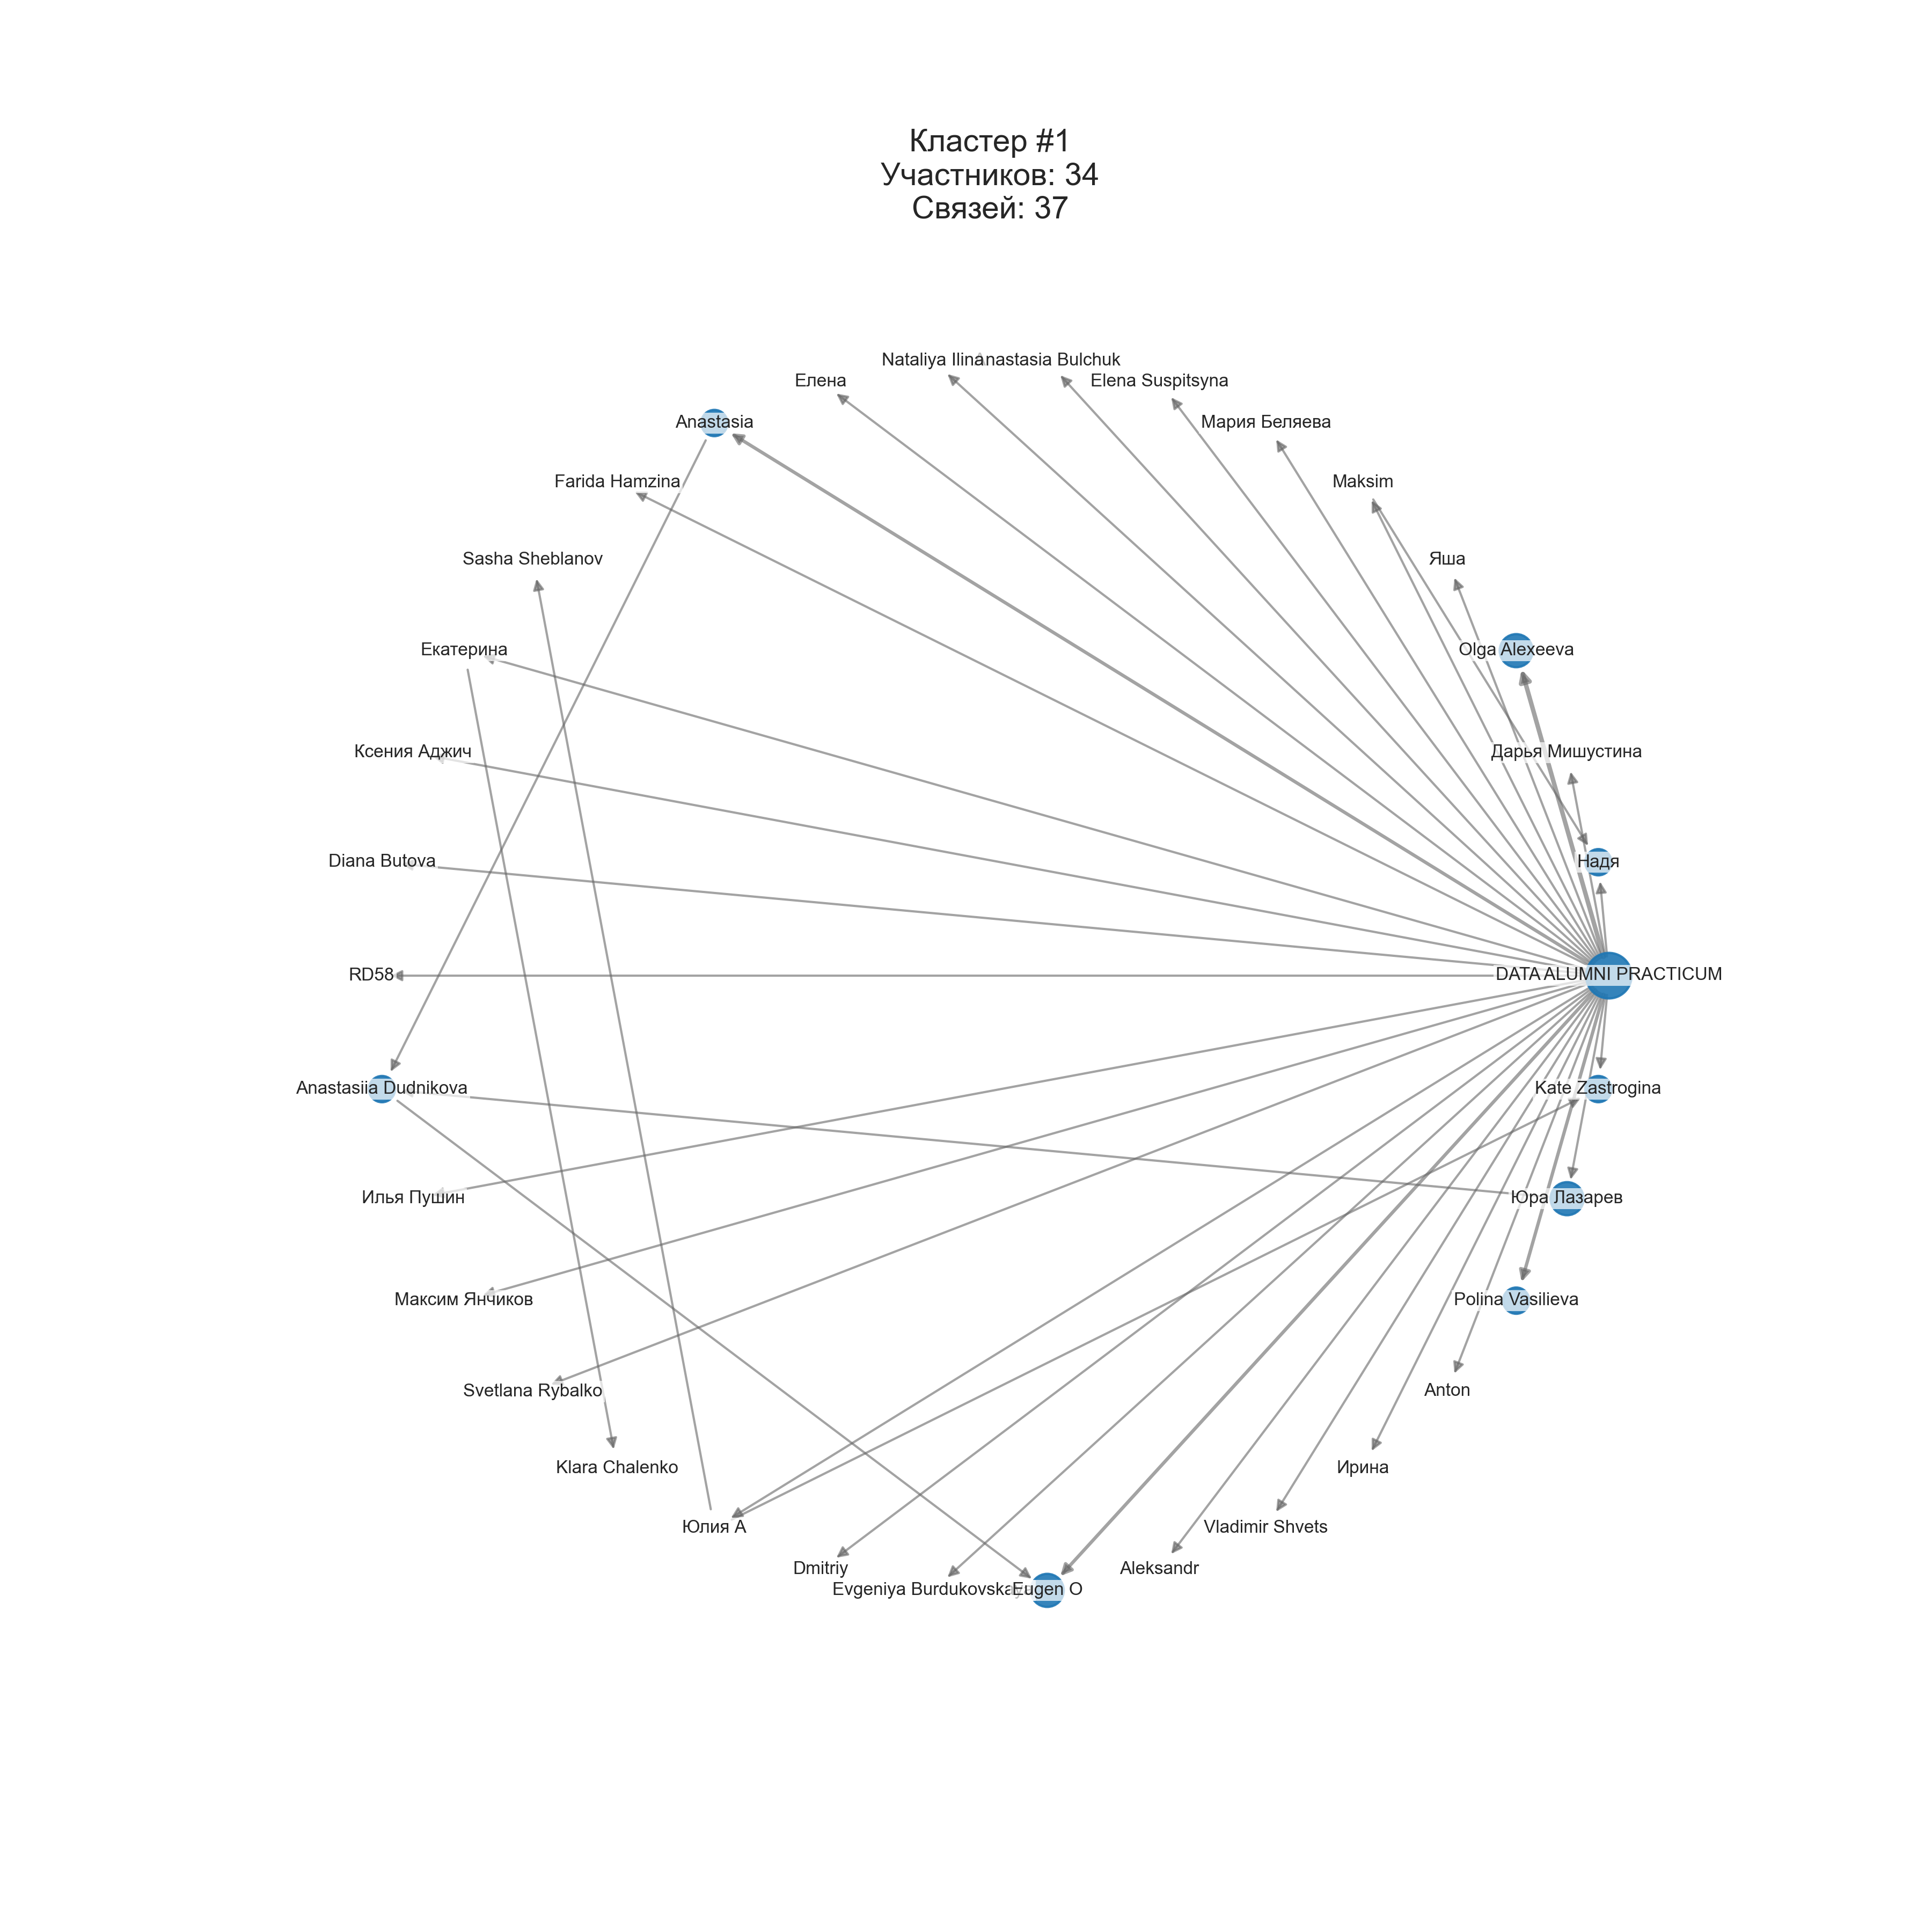 Кластер #1
Участников: 34
Связей: 37
Nataliya Ilina
nastasia Bulchuk
Елена
Elena Suspitsyna
Anastasia
Мария Беляева
Farida Hamzina
Maksim
Sasha Sheblanov
Яша
Екатерина
Olga Alexeeva
Ксения Аджич
Дарья Мишустина
Diana Butova
Надя
RD58
DATA ALUMNI PRACTICUM
Anastasiia Dudnikova
Kate Zastrogina
Илья Пушин
Юра Лазарев
Максим Янчиков
Polina Vasilieva
Svetlana Rybalko
Anton
Klara Chalenko
Ирина
Юлия А
Vladimir Shvets
Dmitriy
Aleksandr
Evgeniya Burdukovska
Eugen O